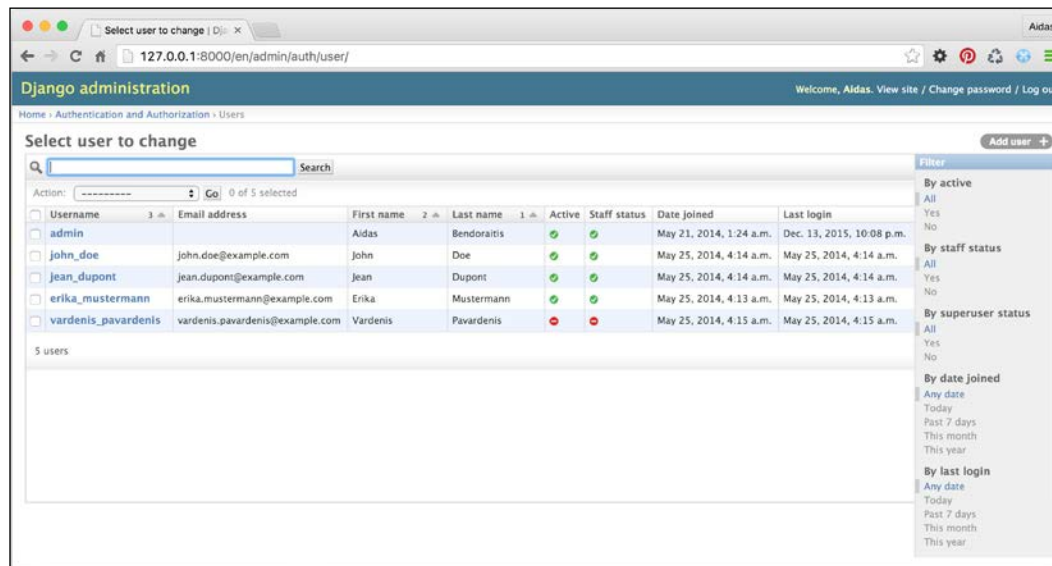 Select user to change | Dj
Aidas
127.0.0.1:8000/en/admin/auth/user/
Django administration
Welcome, Aidas. View site / Change password / Log ou
Home › Authentication and Authorization › Users
Select user to change
Add user +
Search
Filter
Action: --------- Go 0 of 5 selected
Username 3 Email address First name 2 Last name 1 Active Staff status Date joined Last login
admin Aidas Bendoraitis May 21, 2014, 1:24 a.m. Dec. 13, 2015, 10:08 p.m.
john_doe john.doe@example.com John Doe May 25, 2014, 4:14 a.m. May 25, 2014, 4:14 a.m.
jean_dupont jean.dupont@example.com Jean Dupont May 25, 2014, 4:14 a.m. May 25, 2014, 4:14 a.m.
erika_mustermann erika.mustermann@example.com Erika Mustermann May 25, 2014, 4:13 a.m. May 25, 2014, 4:13 a.m.
vardenis_pavardenis vardenis.pavardenis@example.com Vardenis Pavardenis May 25, 2014, 4:15 a.m. May 25, 2014, 4:15 a.m.
5 users
By active
All
Yes
No
By staff status
All
Yes
No
By superuser status
All
Yes
No
By date joined
Any date
Today
Past 7 days
This month
This year
By last login
Any date
Today
Past 7 days
This month
This year